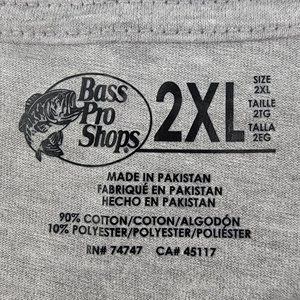 Bass
Pro
Shops
2XL
SIZE
2XL
TAILLE
2TG
TALLA
2EG
MADE IN PAKISTAN
FABRIQUÉ EN PAKISTAN
HECHO EN PAKISTAN
90% COTTON/COTON/ALGODÓN
10% POLYESTER/POLYESTER/POLIÉSTER
RN# 74747 CA# 45117